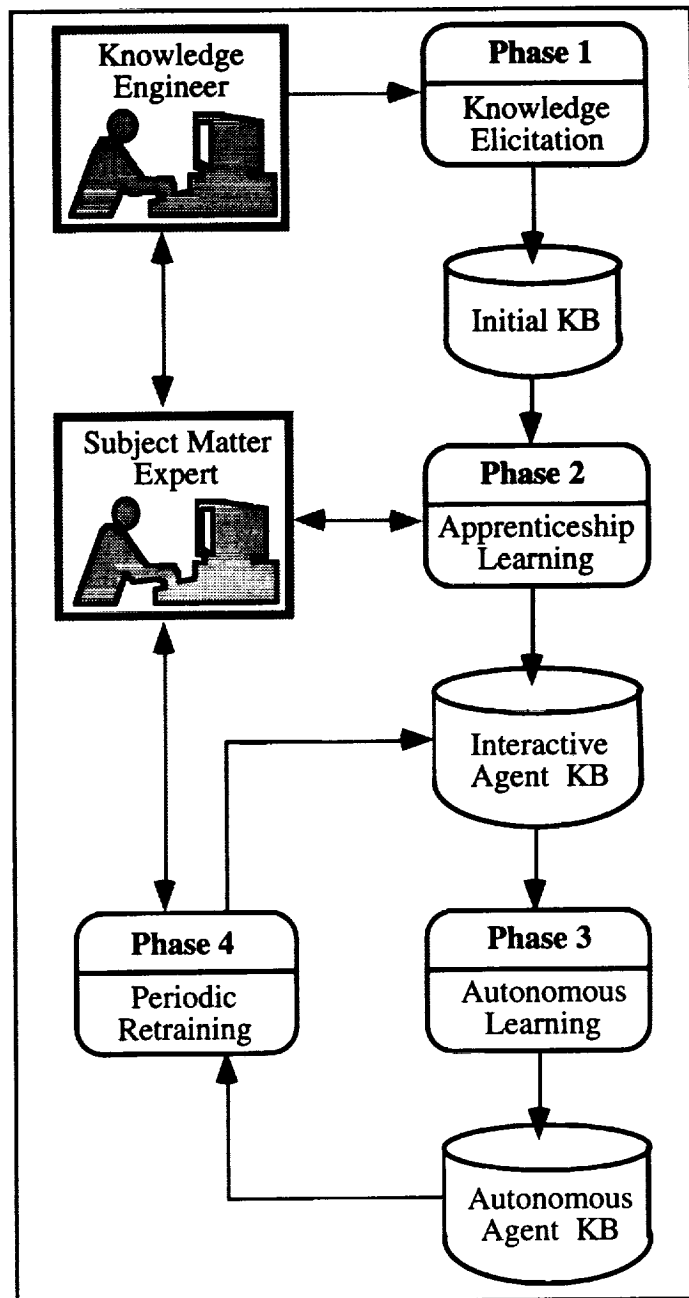 Knowledge
Engineer
Phase 1
Knowledge
Elicitation
Initial KB
Subject Matter
Expert
Phase 2
Apprenticeship
Learning
Interactive
Agent KB
Phase 4
Periodic
Retraining
Phase 3
Autonomous
Learning
Autonomous
Agent KB